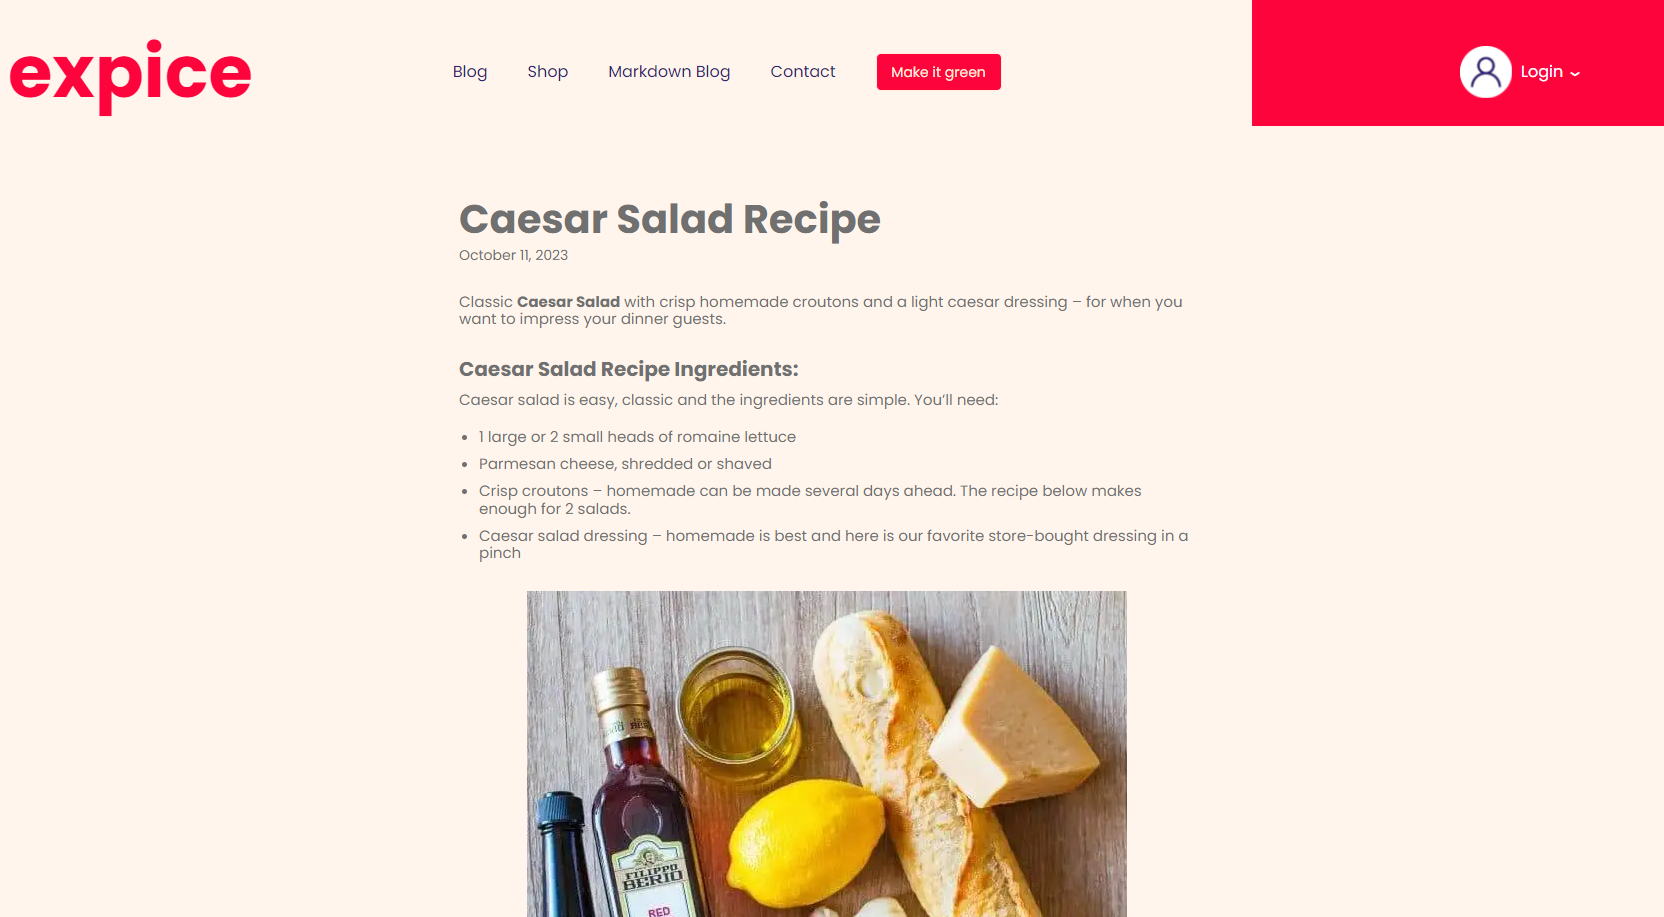 expice
Blog Shop Markdown Blog Contact Make it green Login
Caesar Salad Recipe
October 11, 2023
Classic Caesar Salad with crisp homemade croutons and a light caesar dressing – for when you
want to impress your dinner guests.
Caesar Salad Recipe Ingredients:
Caesar salad is easy, classic and the ingredients are simple. You’ll need:
• 1 large or 2 small heads of romaine lettuce
• Parmesan cheese, shredded or shaved
• Crisp croutons – homemade can be made several days ahead. The recipe below makes
enough for 2 salads.
• Caesar salad dressing – homemade is best and here is our favorite store-bought dressing in a
pinch
FILIPPO
BERIO
RED